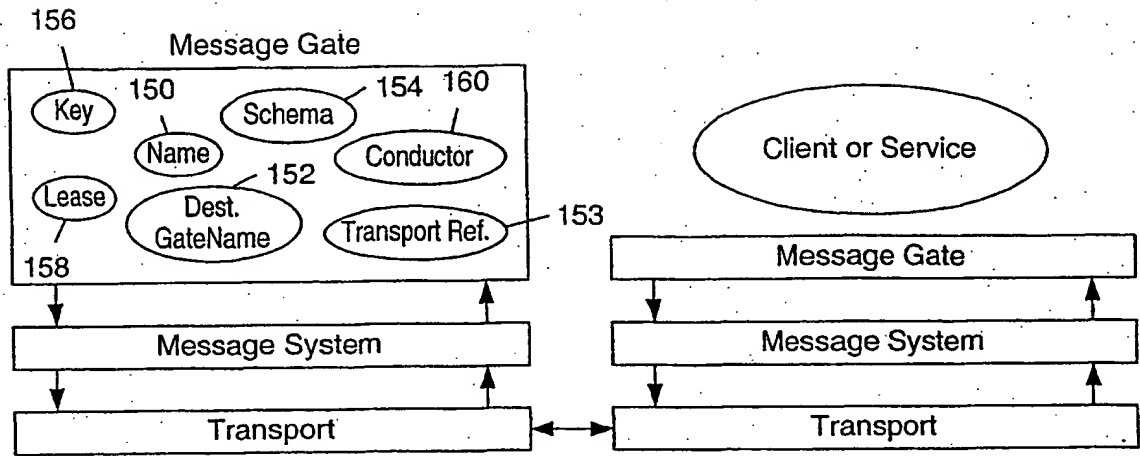 156
Message Gate
150
154
160
Key
Schema
Name
Conductor
Client or Service
152
Lease
Dest.
GateName
153
Transport Ref.
158
Message Gate
Message System
Message System
Transport
Transport